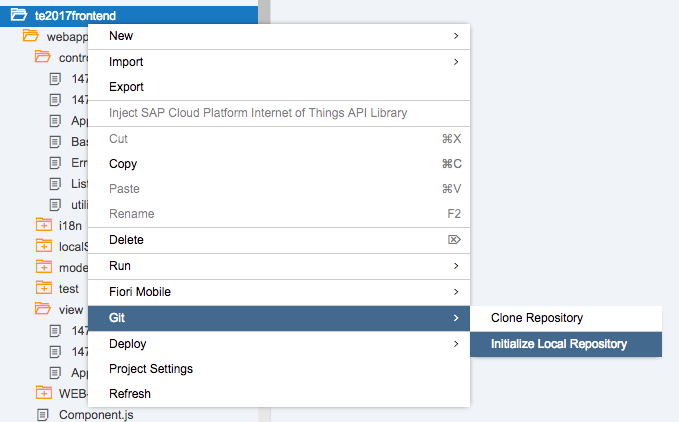 te2017frontend
webapp
contro
147
147
App
Bas
Erro
List
utili
i18n
localS
mode
test
view
147
147
App
WEB-
Component.js
New
Import
Export
Inject SAP Cloud Platform Internet of Things API Library
Cut ⌘X
Copy ⌘C
Paste ⌘V
Rename F2
Delete ⌦
Run
Fiori Mobile
Git
Deploy
Project Settings
Refresh
Clone Repository
Initialize Local Repository